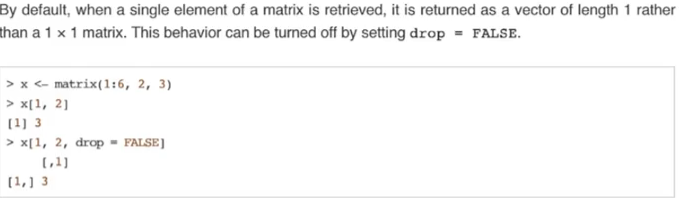 By default, when a single element of a matrix is retrieved, it is returned as a vector of length 1 rather
than a 1 × 1 matrix. This behavior can be turned off by setting drop = FALSE.
> x <- matrix(1:6, 2, 3)
> x[1, 2]
[1] 3
> x[1, 2, drop = FALSE]
     [,1]
[1,] 3